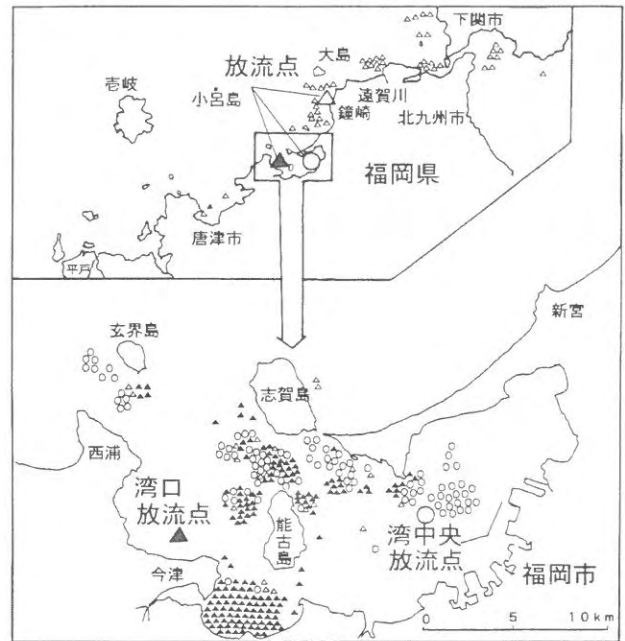 下関市
大島
放流点
壱岐
小呂島
遠賀川
鐘崎
北九州市
福岡県
唐津市
平戸
新宮
玄界島
志賀島
西浦
湾口
放流点
能古島
湾中央
放流点
今津
福岡市
0 5 10km